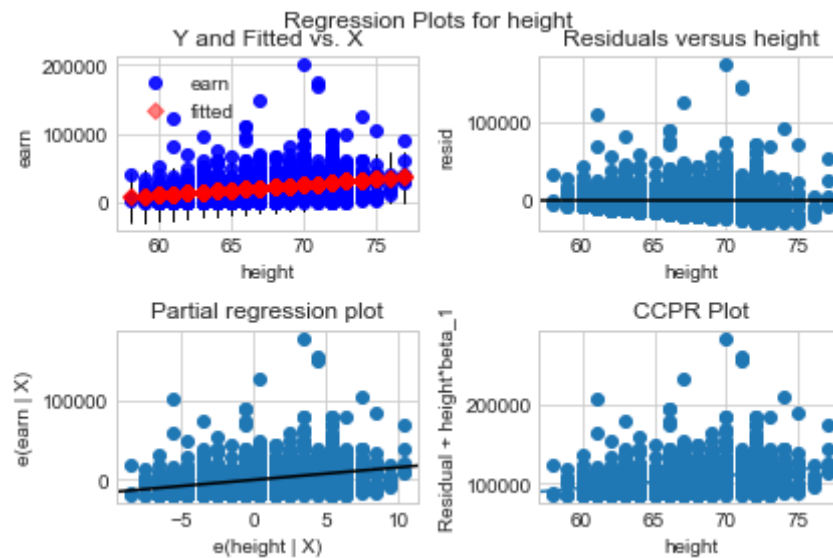 Regression Plots for height
Y and Fitted vs. X
200000
100000
0
earn
earn
fitted
60 65 70 75
height
Residuals versus height
100000
0
resid
60 65 70 75
height
Partial regression plot
100000
0
e(earn | X)
−5 0 5 10
e(height | X)
CCPR Plot
200000
100000
Residual + height*beta_1
60 65 70 75
height